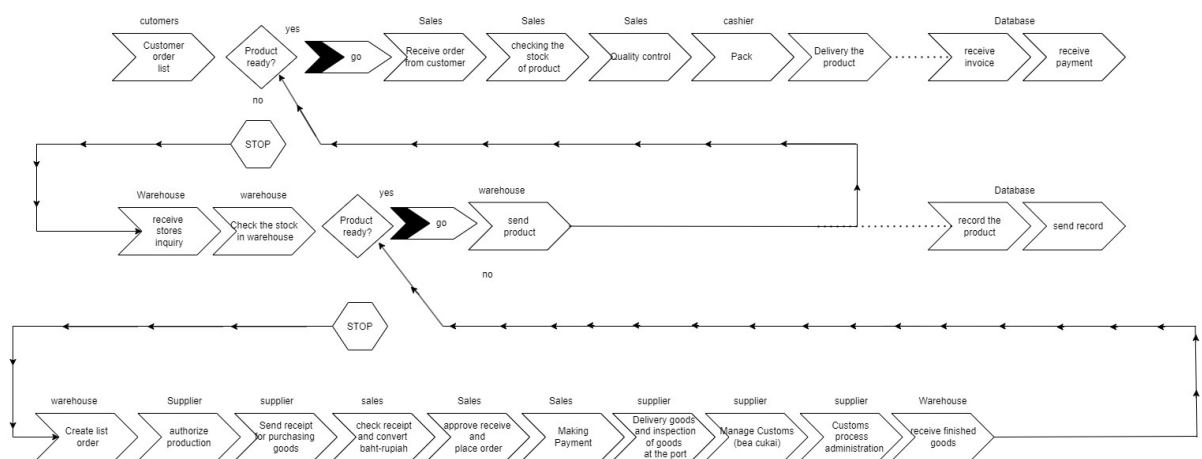 cutomers
Sales
Sales
Sales
cashier
Database
yes
Customer
order
list
Product
ready?
go
Receive order
from customer
checking the
stock
of product
Quality control
Pack
Delivery the
product
receive
invoice
receive
payment
no
STOP
Warehouse
warehouse
yes
warehouse
Database
receive
stores
inquiry
Check the stock
in warehouse
Product
ready?
go
send
product
record the
product
send record
no
STOP
warehouse
Supplier
supplier
sales
Sales
Sales
supplier
supplier
supplier
Warehouse
Create list
order
authorize
production
Send receipt
for purchasing
goods
check receipt
and convert
baht-rupiah
approve receive
and
place order
Making
Payment
Delivery goods
and inspection
of goods
at the port
Manage Customs
(bea cukai)
Customs
process
administration
receive finished
goods